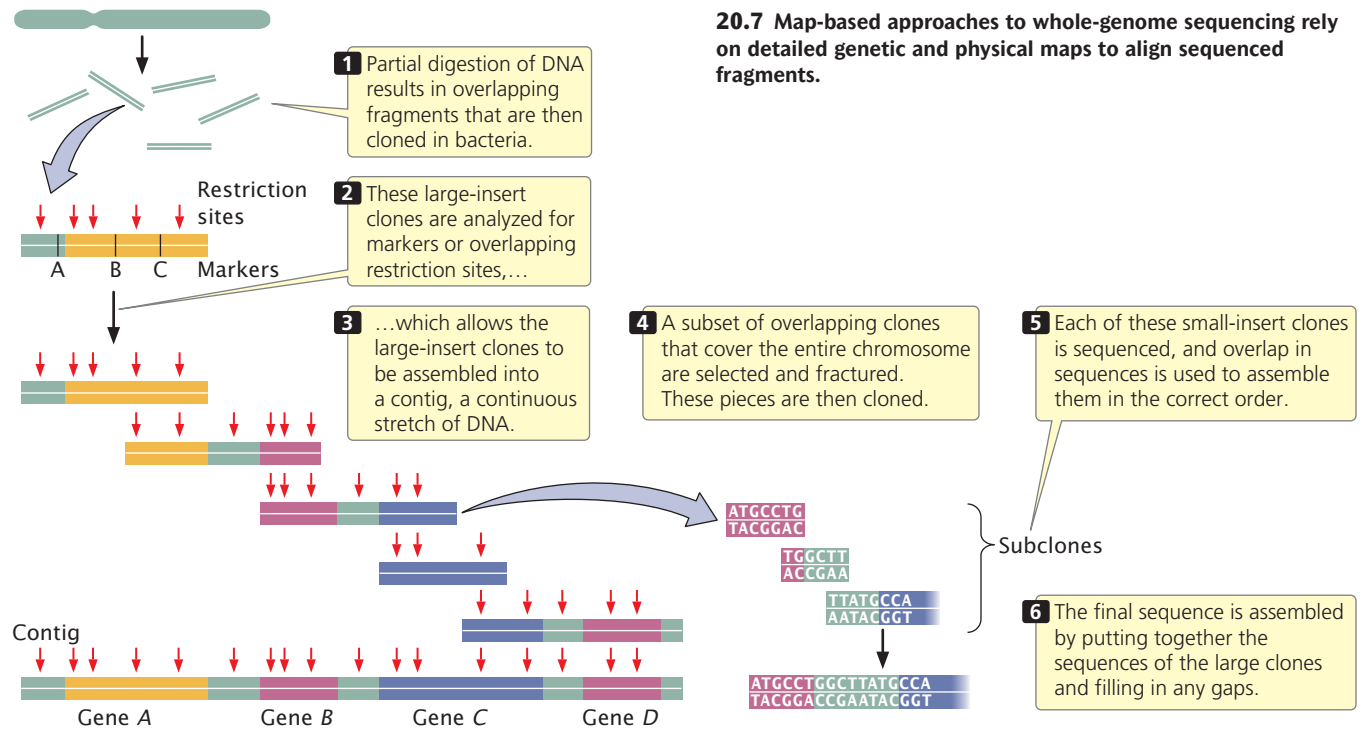 20.7 Map-based approaches to whole-genome sequencing rely
on detailed genetic and physical maps to align sequenced
fragments.
1 Partial digestion of DNA
results in overlapping
fragments that are then
cloned in bacteria.
Restriction
sites
A B C Markers
2 These large-insert
clones are analyzed for
markers or overlapping
restriction sites,...
3 ...which allows the
large-insert clones to
be assembled into
a contig, a continuous
stretch of DNA.
4 A subset of overlapping clones
that cover the entire chromosome
are selected and fractured.
These pieces are then cloned.
5 Each of these small-insert clones
is sequenced, and overlap in
sequences is used to assemble
them in the correct order.
ATGCCTG
TACGGAC
TGGCTT
ACCGAA
TTATGCCA
AATACGGT
Subclones
6 The final sequence is assembled
by putting together the
sequences of the large clones
and filling in any gaps.
ATGCCTGGCTTATGCCA
TACGGACCGAATACGGT
Contig
Gene A Gene B Gene C Gene D